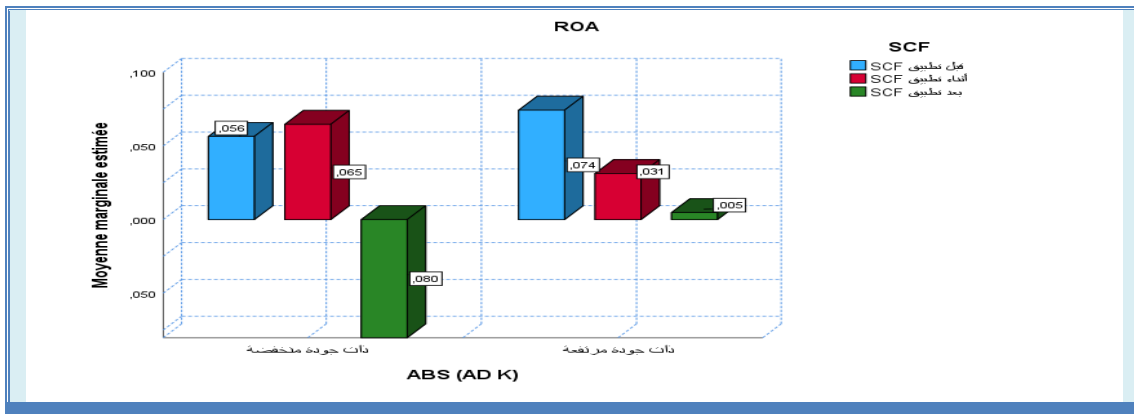 ROA
SCF
قبل تطبيق SCF
أثناء تطبيق SCF
بعد تطبيق SCF
Moyenne marginale estimée
,100
,050
,000
,050
,056
,065
,080
,074
,031
,005
ذات جودة منخفضة
ذات جودة مرتفعة
ABS (AD K)